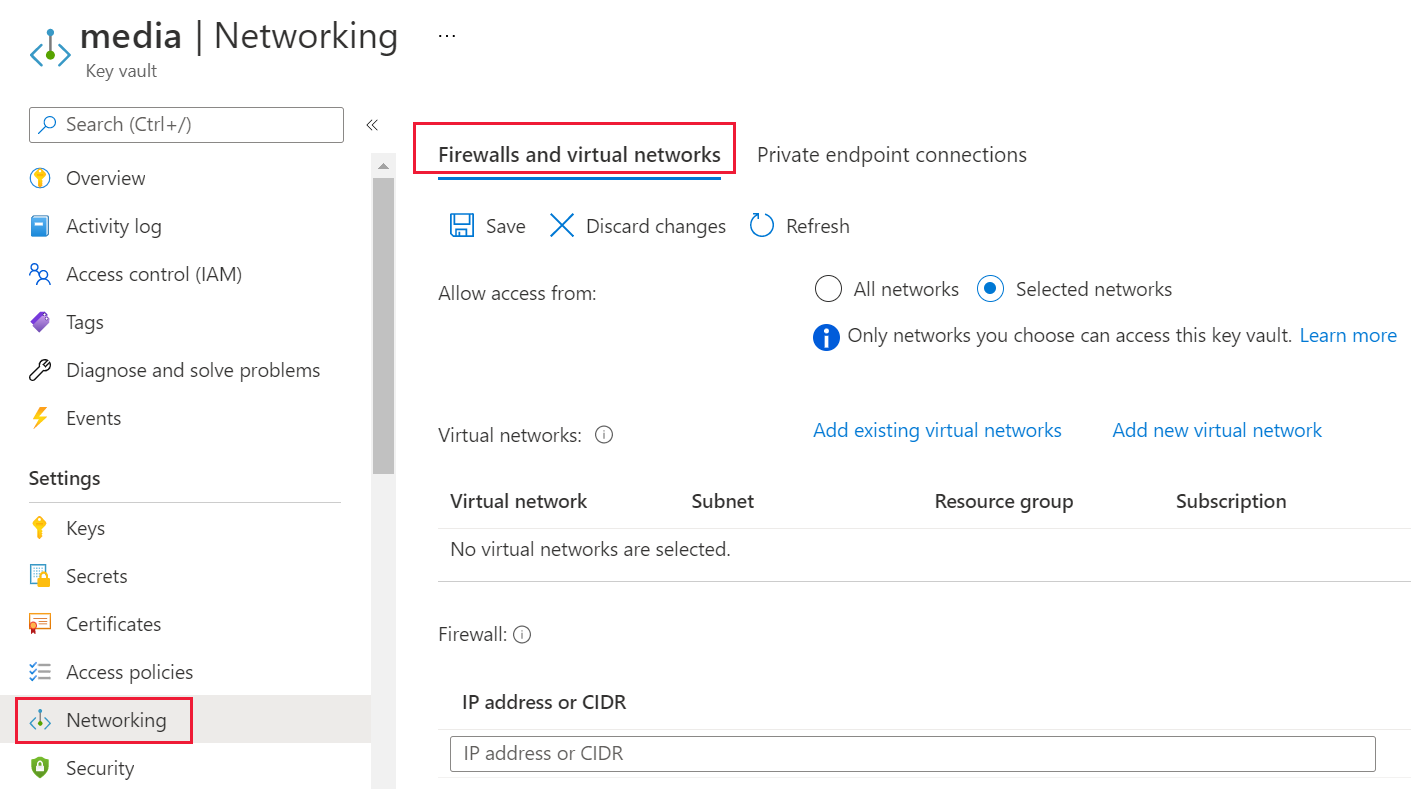 media | Networking ...
Key vault
Search (Ctrl+/)
«
Overview
Activity log
Access control (IAM)
Tags
Diagnose and solve problems
Events
Settings
Keys
Secrets
Certificates
Access policies
Networking
Security
Firewalls and virtual networks Private endpoint connections
Save Discard changes Refresh
Allow access from: All networks Selected networks
Only networks you choose can access this key vault. Learn more
Virtual networks: Add existing virtual networks Add new virtual network
Virtual network Subnet Resource group Subscription
No virtual networks are selected.
Firewall:
IP address or CIDR
IP address or CIDR